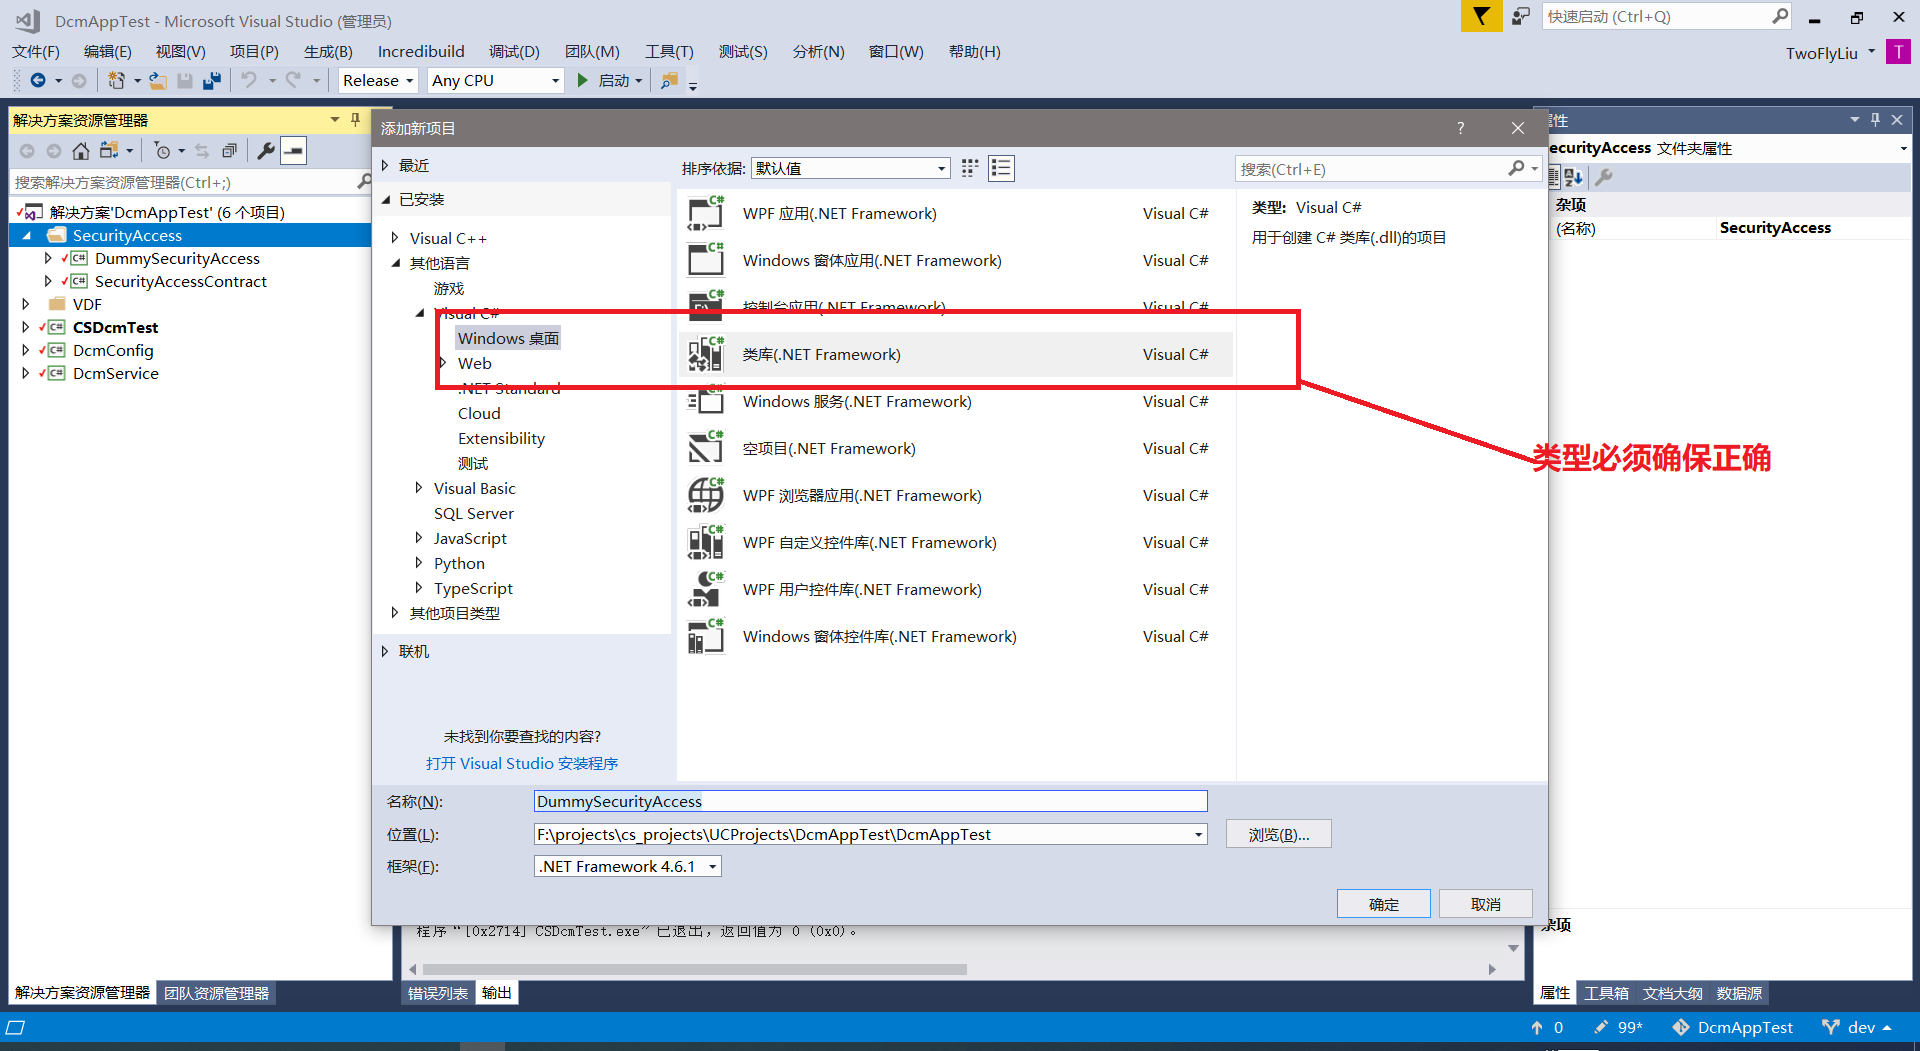 DcmAppTest - Microsoft Visual Studio (管理员)
快速启动 (Ctrl+Q)
文件(F) 编辑(E) 视图(V) 项目(P) 生成(B) Incredibuild 调试(D) 团队(M) 工具(T) 测试(S) 分析(N) 窗口(W) 帮助(H)
TwoFlyLiu T
Release Any CPU 启动
解决方案资源管理器
搜索解决方案资源管理器(Ctrl+;)
解决方案'DcmAppTest' (6 个项目)
SecurityAccess
DummySecurityAccess
SecurityAccessContract
VDF
CSDcmTest
DcmConfig
DcmService
解决方案资源管理器 团队资源管理器
添加新项目
?
最近
已安装
Visual C++
其他语言
游戏
Visual C#
Windows 桌面
Web
.NET Standard
Cloud
Extensibility
测试
Visual Basic
SQL Server
JavaScript
Python
TypeScript
其他项目类型
联机
未找到你要查找的内容?
打开 Visual Studio 安装程序
排序依据: 默认值
搜索(Ctrl+E)
WPF 应用(.NET Framework) Visual C#
Windows 窗体应用(.NET Framework) Visual C#
控制台应用(.NET Framework) Visual C#
类库(.NET Framework) Visual C#
Windows 服务(.NET Framework) Visual C#
空项目(.NET Framework) Visual C#
WPF 浏览器应用(.NET Framework) Visual C#
WPF 自定义控件库(.NET Framework) Visual C#
WPF 用户控件库(.NET Framework) Visual C#
Windows 窗体控件库(.NET Framework) Visual C#
类型: Visual C#
用于创建 C# 类库(.dll)的项目
类型必须确保正确
名称(N): DummySecurityAccess
位置(L): F:\projects\cs_projects\UCProjects\DcmAppTest\DcmAppTest 浏览(B)...
框架(F): .NET Framework 4.6.1
确定 取消
程序“[0x2714] CSDcmTest.exe”已退出，返回值为 0 (0x0)。
错误列表 输出
属性
ecurityAccess 文件夹属性
杂项
(名称) SecurityAccess
杂项
属性 工具箱 文档大纲 数据源
0 99* DcmAppTest dev